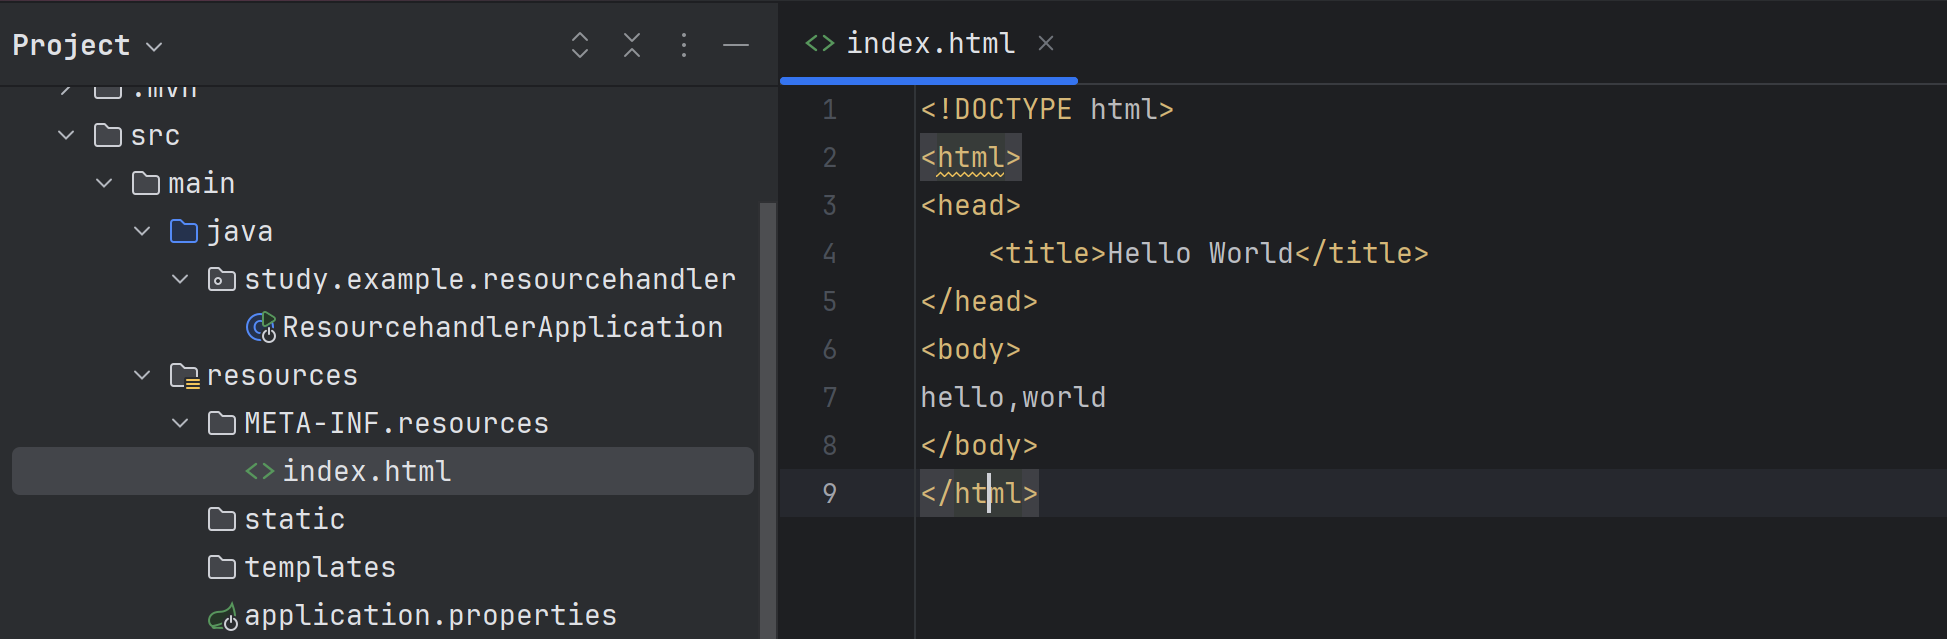 Project
.mvn
src
main
java
study.example.resourcehandler
ResourcehandlerApplication
resources
META-INF.resources
index.html
static
templates
application.properties
index.html
1 <!DOCTYPE html>
2 <html>
3 <head>
4     <title>Hello World</title>
5 </head>
6 <body>
7 hello,world
8 </body>
9 </html>